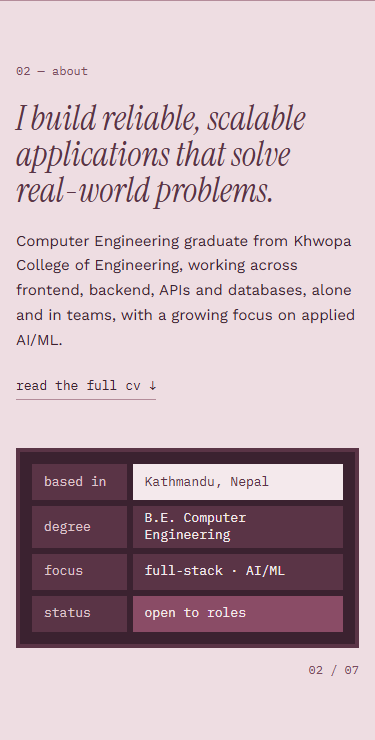 02 — about
I build reliable, scalable
applications that solve
real-world problems.
Computer Engineering graduate from Khwopa
College of Engineering, working across
frontend, backend, APIs and databases, alone
and in teams, with a growing focus on applied
AI/ML.
read the full cv ↓
based in
Kathmandu, Nepal
degree
B.E. Computer
Engineering
focus
full-stack · AI/ML
status
open to roles
02 / 07